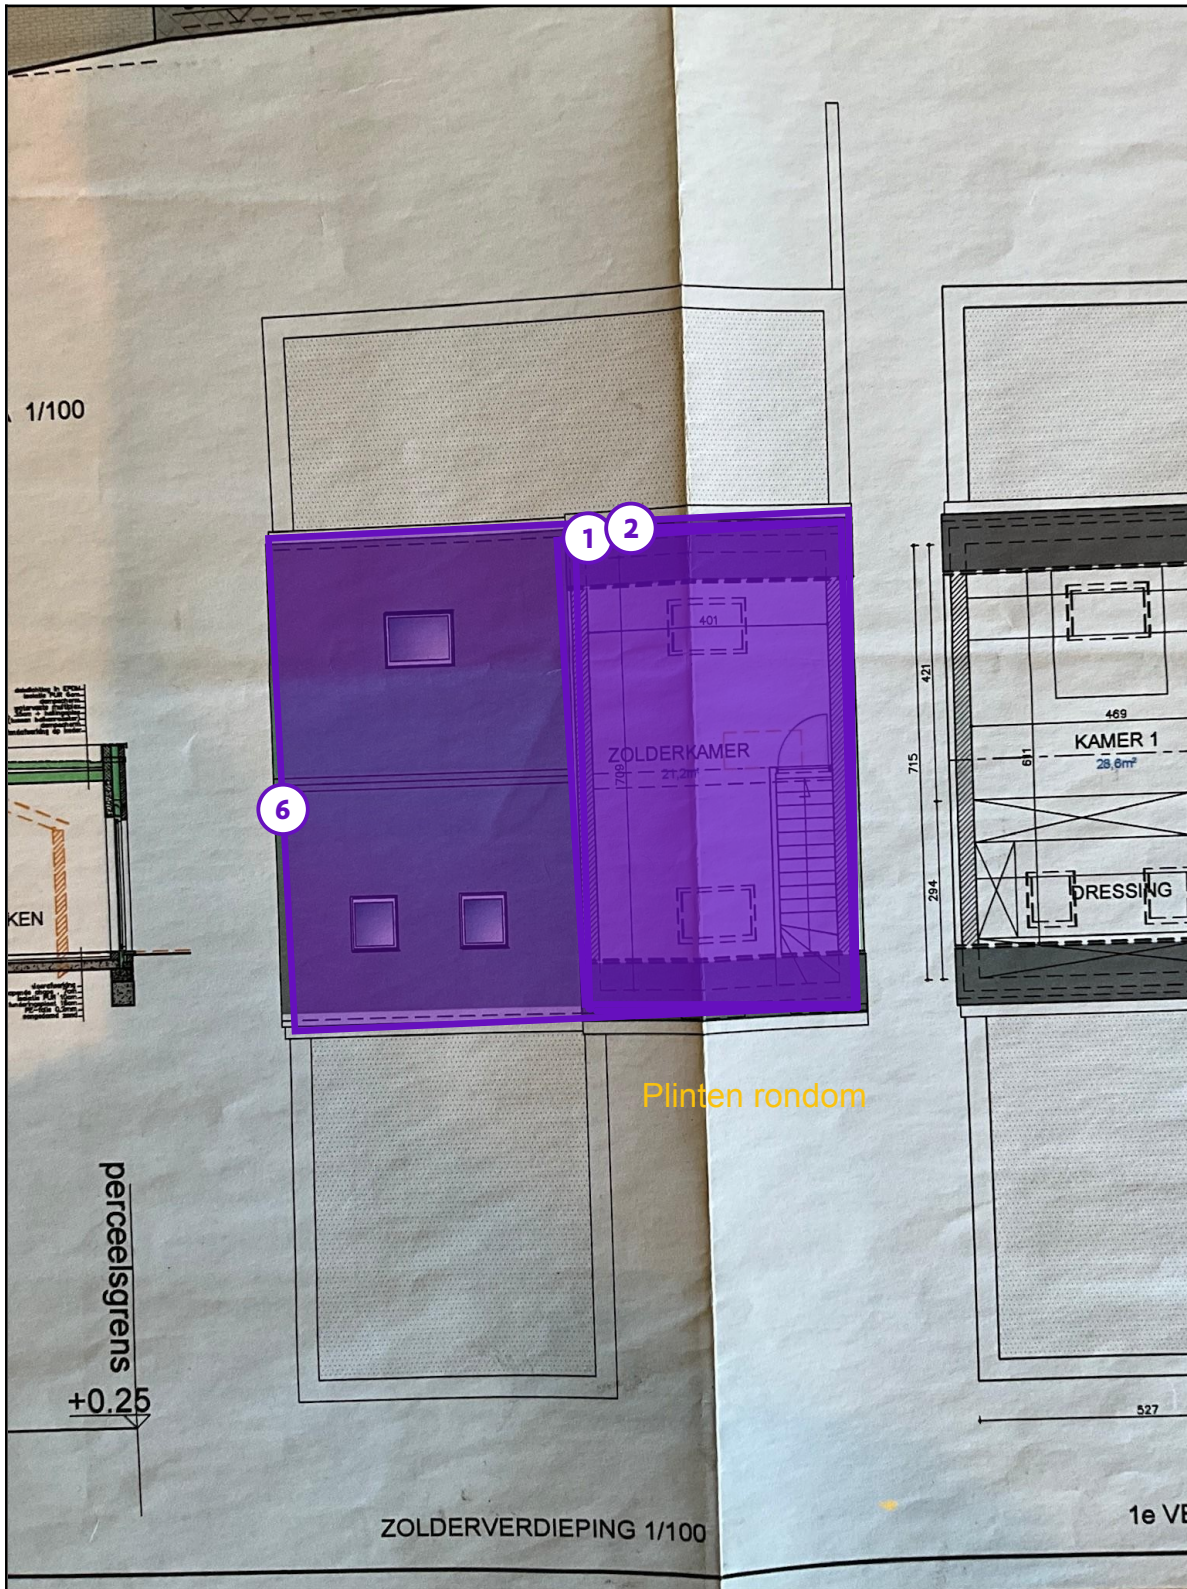 1/100
1
2
401
ZOLDERKAMER
21,2m²
709
6
421
715
294
469
KAMER 1
28,6m²
691
DRESSING
KEN
Plinten rondom
perceelsgrens
+0.25
527
ZOLDERVERDIEPING 1/100
1e VE